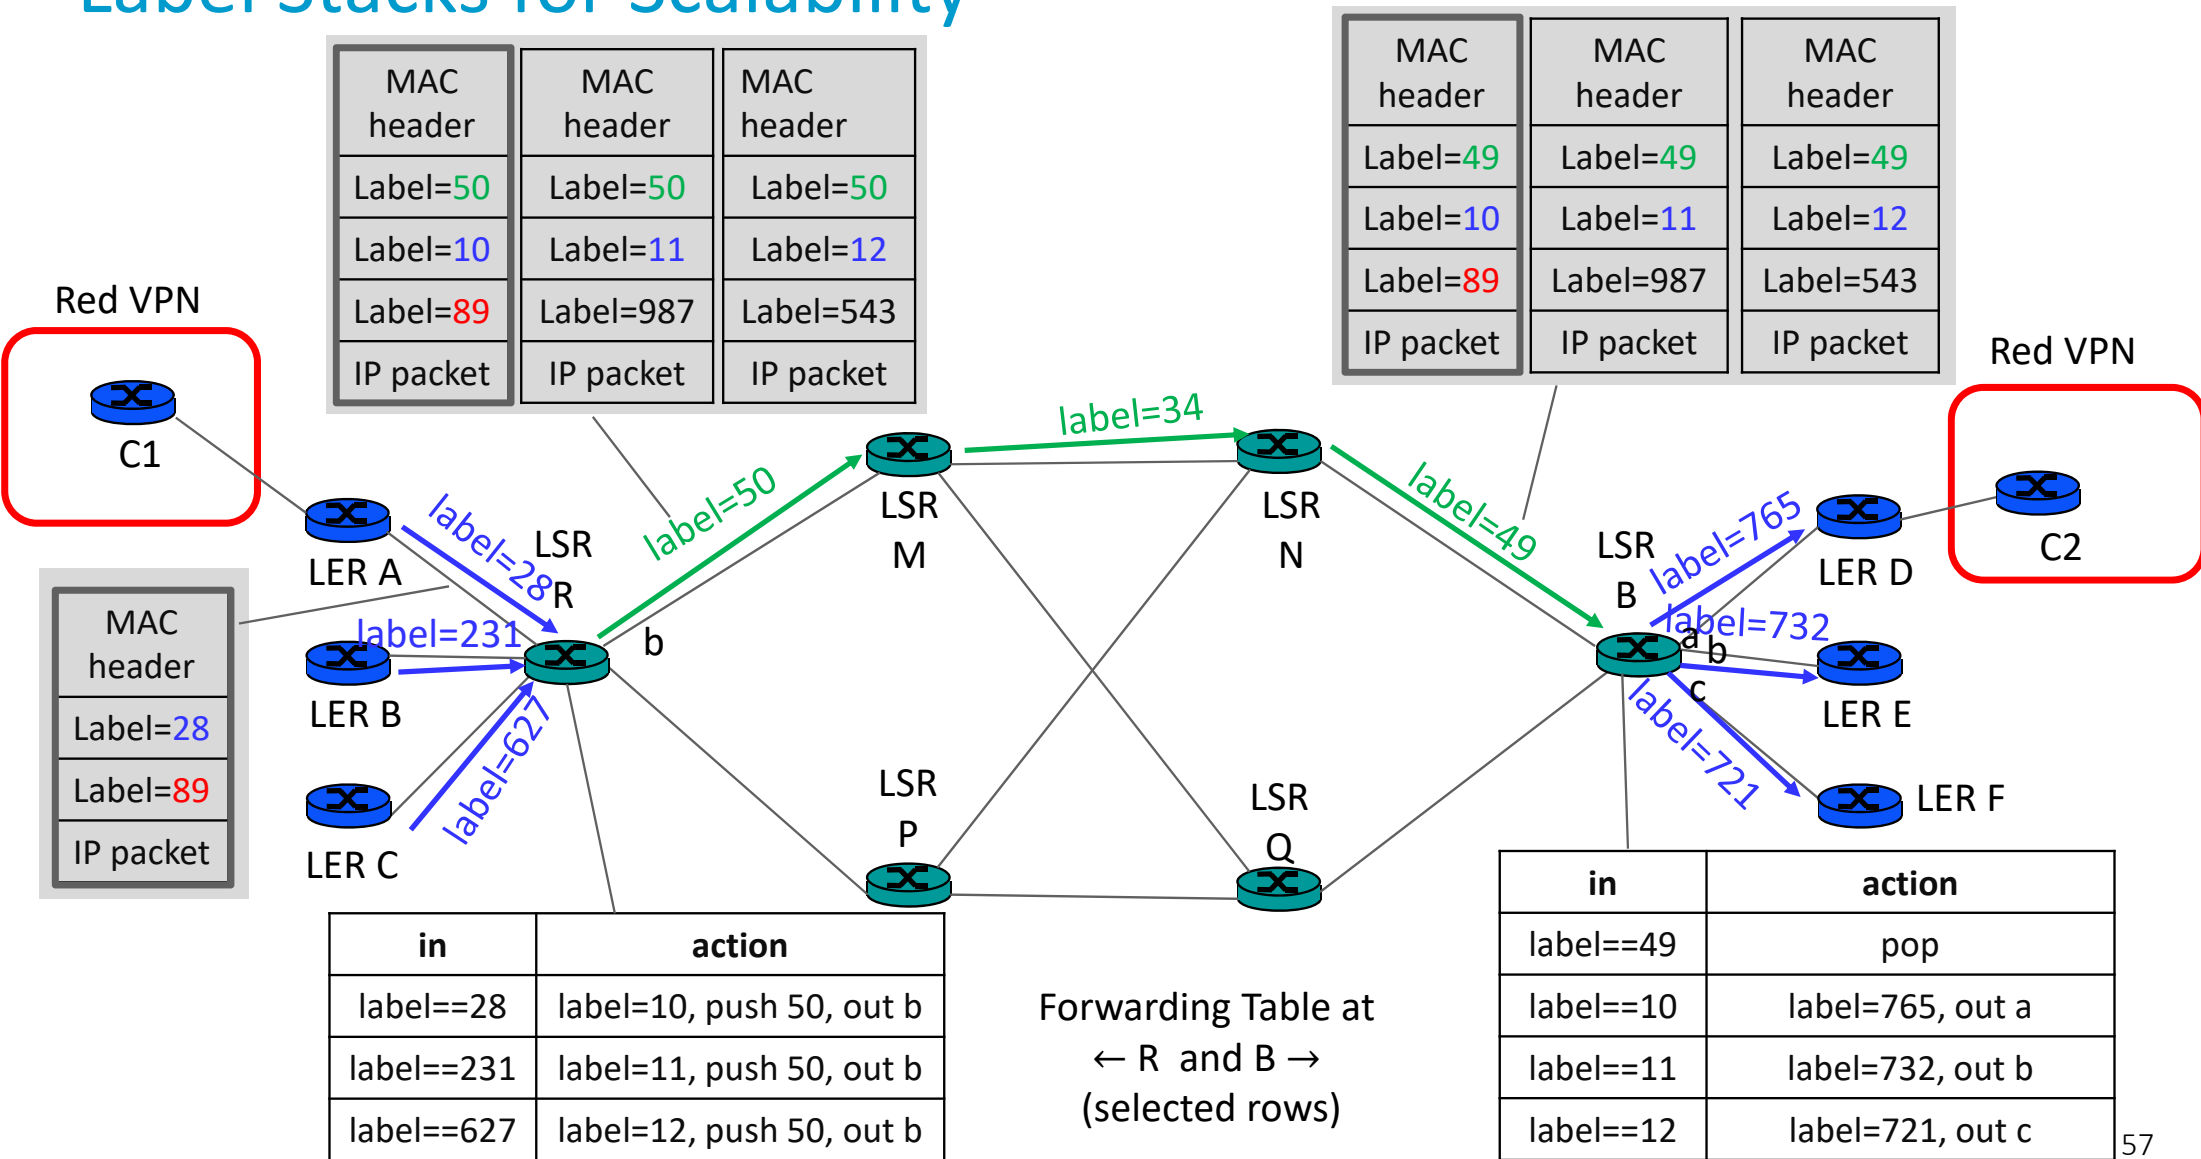 Label Stacks for Scalability
MAC header
Label=50
Label=10
Label=89
IP packet
MAC header
Label=50
Label=11
Label=987
IP packet
MAC header
Label=50
Label=12
Label=543
IP packet
MAC header
Label=49
Label=10
Label=89
IP packet
MAC header
Label=49
Label=11
Label=987
IP packet
MAC header
Label=49
Label=12
Label=543
IP packet
Red VPN
C1
Red VPN
C2
label=34
label=50
label=49
LSR
M
LSR
N
LER A
label=28
LSR
R
b
label=231
LER B
label=627
LER C
MAC header
Label=28
Label=89
IP packet
LSR
P
LSR
Q
LSR
B
label=765
a
label=732
b
c
label=721
LER D
LER E
LER F
in action
label==28 label=10, push 50, out b
label==231 label=11, push 50, out b
label==627 label=12, push 50, out b
Forwarding Table at
← R and B →
(selected rows)
in action
label==49 pop
label==10 label=765, out a
label==11 label=732, out b
label==12 label=721, out c
57